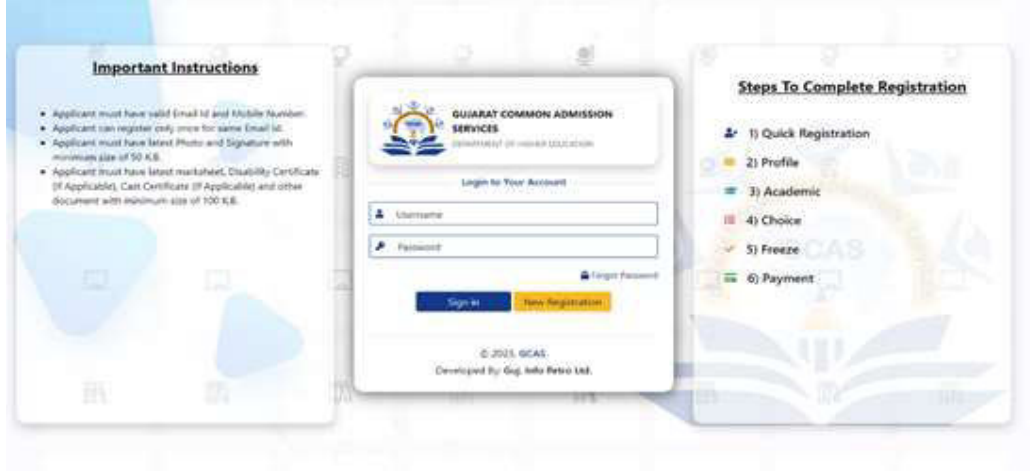 Important Instructions
Applicant must have valid Email Id and Mobile Number.
Applicant can register only once for same Email Id.
Applicant must have latest Photo and Signature with
minimum size of 50 K.B.
Applicant must have latest marksheet, Disability Certificate
(If Applicable), Cast Certificate (If Applicable) and other
document with minimum size of 100 K.B.
GUJARAT COMMON ADMISSION
SERVICES
DEPARTMENT OF HIGHER EDUCATION
Login to Your Account
Username
Password
Forgot Password
Sign in
New Registration
© 2023, GCAS.
Developed By: Guj. Info Petro Ltd.
Steps To Complete Registration
1) Quick Registration
2) Profile
3) Academic
4) Choice
5) Freeze
6) Payment
GCAS